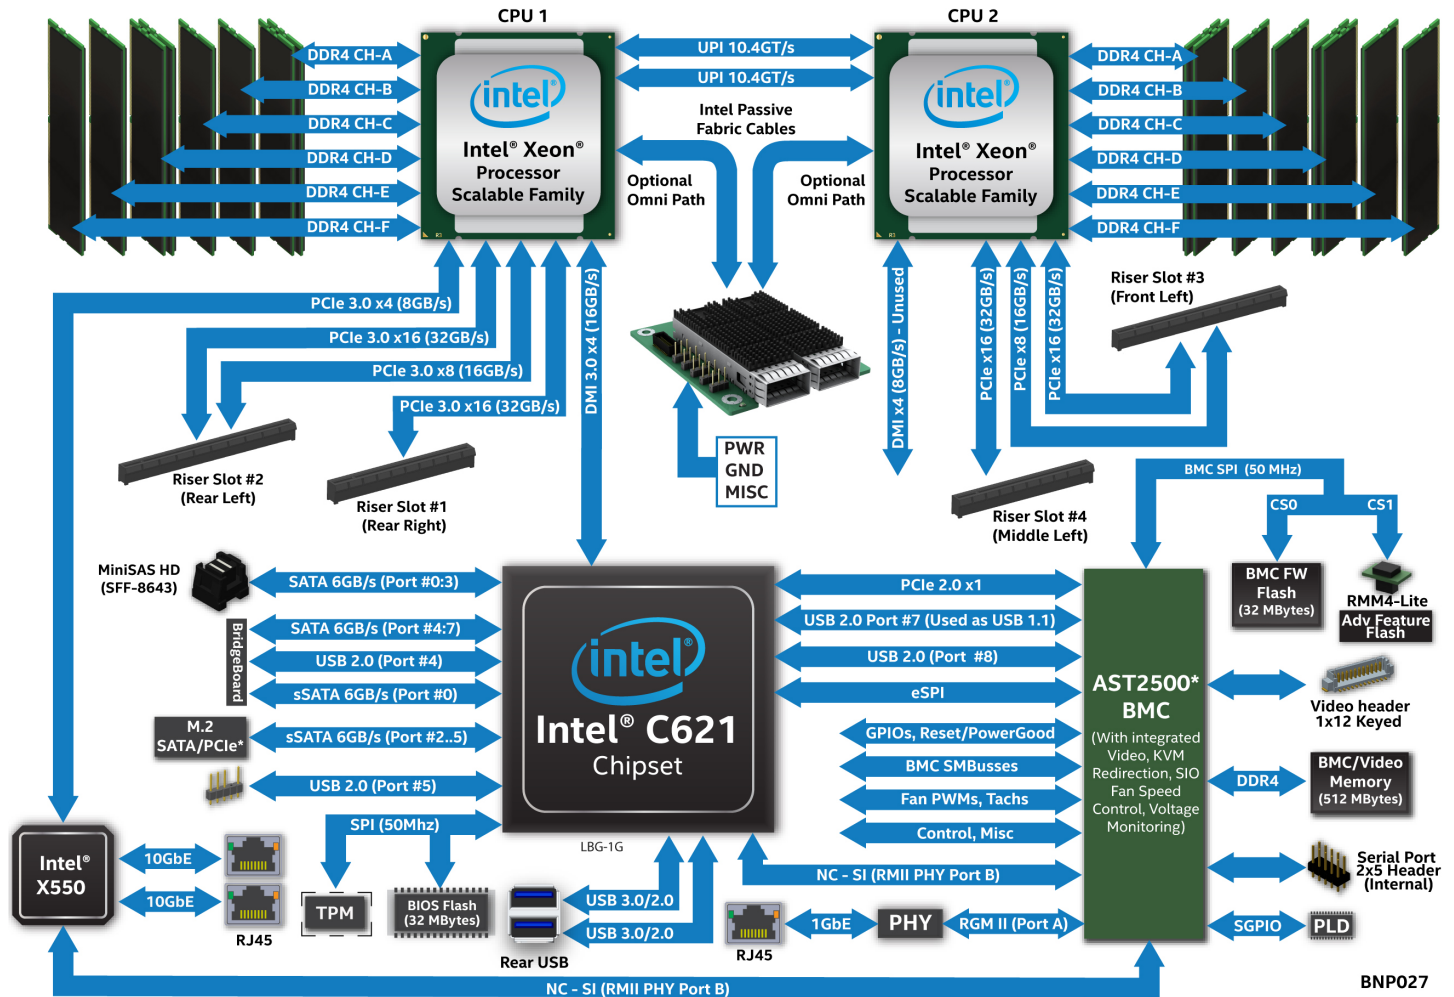 CPU 1
CPU 2
DDR4 CH-A
DDR4 CH-B
DDR4 CH-C
DDR4 CH-D
DDR4 CH-E
DDR4 CH-F
intel®
Intel® Xeon®
Processor
Scalable Family
R3
UPI 10.4GT/s
UPI 10.4GT/s
Intel Passive
Fabric Cables
Optional
Omni Path
Optional
Omni Path
intel®
Intel® Xeon®
Processor
Scalable Family
R3
DDR4 CH-A
DDR4 CH-B
DDR4 CH-C
DDR4 CH-D
DDR4 CH-E
DDR4 CH-F
PCIe 3.0 x4 (8GB/s)
PCIe 3.0 x16 (32GB/s)
PCIe 3.0 x8 (16GB/s)
PCIe 3.0 x16 (32GB/s)
DMI 3.0 x4 (16GB/s)
DMI x4 (8GB/s) - Unused
PCIe x16 (32GB/s)
PCIe x8 (16GB/s)
PCIe x16 (32GB/s)
Riser Slot #3
(Front Left)
Riser Slot #2
(Rear Left)
Riser Slot #1
(Rear Right)
PWR
GND
MISC
Riser Slot #4
(Middle Left)
BMC SPI (50 MHz)
CS0
CS1
BMC FW
Flash
(32 MBytes)
RMM4-Lite
Adv Feature
Flash
MiniSAS HD
(SFF-8643)
BridgeBoard
M.2
SATA/PCIe*
SATA 6GB/s (Port #0:3)
SATA 6GB/s (Port #4:7)
USB 2.0 (Port #4)
sSATA 6GB/s (Port #0)
sSATA 6GB/s (Port #2..5)
USB 2.0 (Port #5)
SPI (50Mhz)
intel®
Intel® C621
Chipset
LBG-1G
PCIe 2.0 x1
USB 2.0 Port #7 (Used as USB 1.1)
USB 2.0 (Port #8)
eSPI
GPIOs, Reset/PowerGood
BMC SMBusses
Fan PWMs, Tachs
Control, Misc
NC - SI (RMII PHY Port B)
AST2500*
BMC
(With integrated
Video, KVM
Redirection, SIO
Fan Speed
Control, Voltage
Monitoring)
Video header
1x12 Keyed
DDR4
BMC/Video
Memory
(512 MBytes)
Serial Port
2x5 Header
(Internal)
SGPIO
PLD
Intel®
X550
10GbE
10GbE
RJ45
TPM
BIOS Flash
(32 MBytes)
USB 3.0/2.0
USB 3.0/2.0
Rear USB
RJ45
1GbE
PHY
RGM II (Port A)
NC - SI (RMII PHY Port B)
BNP027